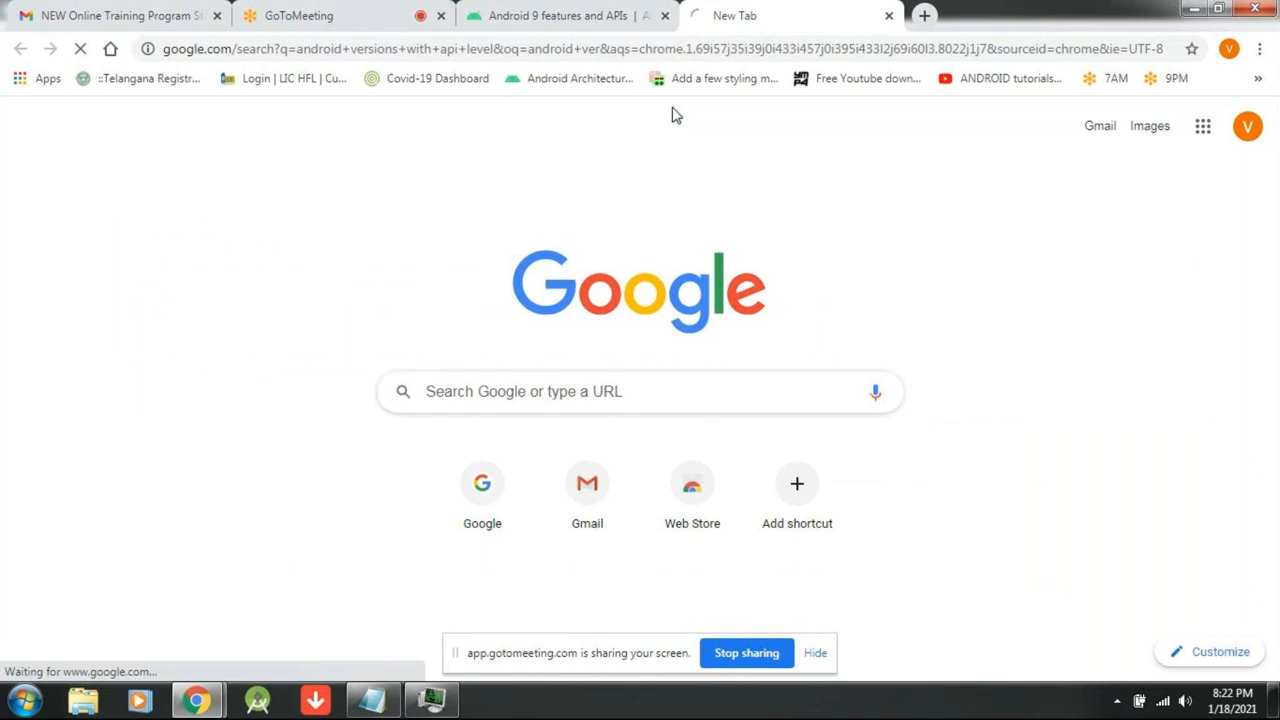 NEW Online Training Program St
GoToMeeting
Android 9 features and APIs | A
New Tab
google.com/search?q=android+versions+with+api+level&oq=android+ver&aqs=chrome.1.69i57j35i39j0i433i457j0i395i433l2j69i60l3.8022j1j7&sourceid=chrome&ie=UTF-8
V
Apps
::Telangana Registr...
Login | LIC HFL | Cu...
Covid-19 Dashboard
Android Architectur...
Add a few styling m...
Free Youtube down...
ANDROID tutorials...
7AM
9PM
»
Gmail
Images
V
Google
Search Google or type a URL
Google
Gmail
Web Store
Add shortcut
app.gotomeeting.com is sharing your screen.
Stop sharing
Hide
Customize
Waiting for www.google.com...
8:22 PM
1/18/2021